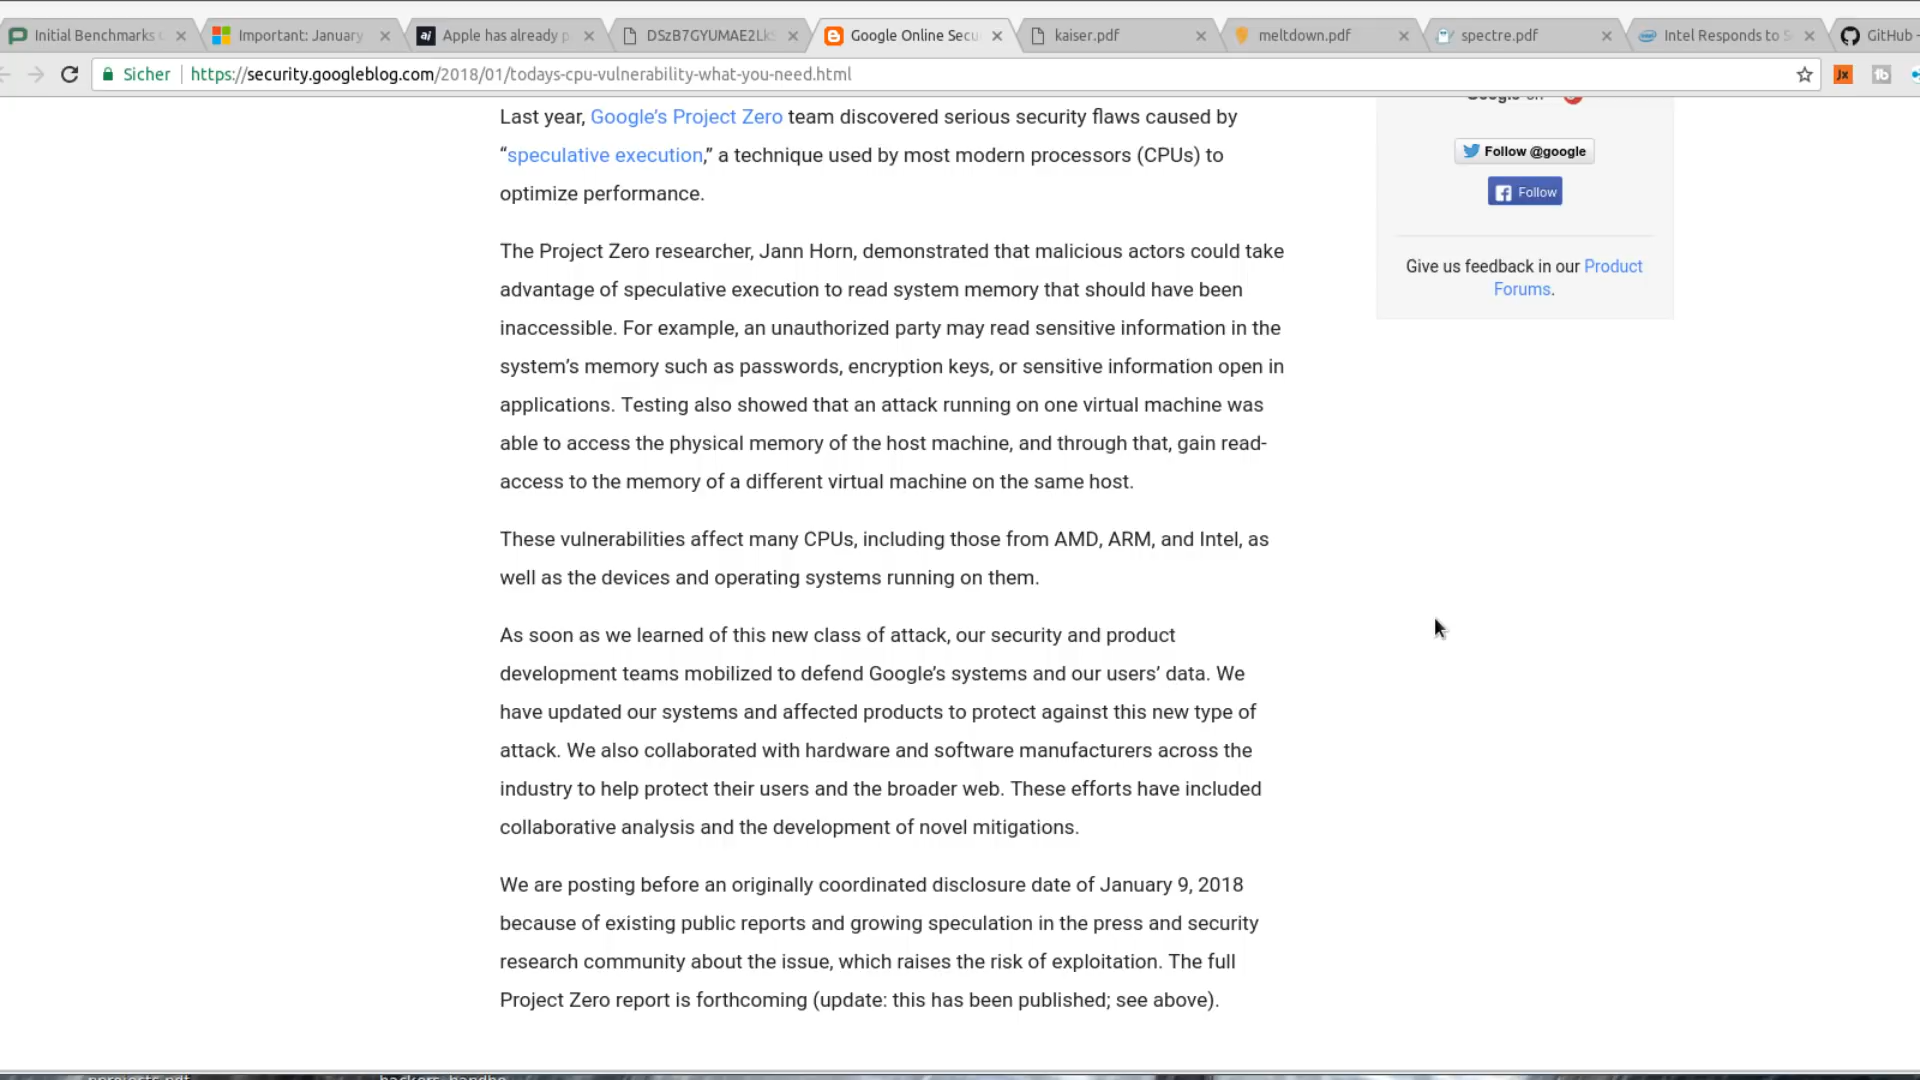 Initial Benchmarks
Important: January
Apple has already p
DSzB7GYUMAE2Lk
Google Online Secu
kaiser.pdf
meltdown.pdf
spectre.pdf
Intel Responds to S
GitHub -
Sicher
https://security.googleblog.com/2018/01/todays-cpu-vulnerability-what-you-need.html
Jx
tb
Google on
Last year, Google’s Project Zero team discovered serious security flaws caused by
“speculative execution,” a technique used by most modern processors (CPUs) to
optimize performance.
Follow @google
Follow
Give us feedback in our Product
Forums.
The Project Zero researcher, Jann Horn, demonstrated that malicious actors could take
advantage of speculative execution to read system memory that should have been
inaccessible. For example, an unauthorized party may read sensitive information in the
system’s memory such as passwords, encryption keys, or sensitive information open in
applications. Testing also showed that an attack running on one virtual machine was
able to access the physical memory of the host machine, and through that, gain read-
access to the memory of a different virtual machine on the same host.
These vulnerabilities affect many CPUs, including those from AMD, ARM, and Intel, as
well as the devices and operating systems running on them.
As soon as we learned of this new class of attack, our security and product
development teams mobilized to defend Google’s systems and our users’ data. We
have updated our systems and affected products to protect against this new type of
attack. We also collaborated with hardware and software manufacturers across the
industry to help protect their users and the broader web. These efforts have included
collaborative analysis and the development of novel mitigations.
We are posting before an originally coordinated disclosure date of January 9, 2018
because of existing public reports and growing speculation in the press and security
research community about the issue, which raises the risk of exploitation. The full
Project Zero report is forthcoming (update: this has been published; see above).